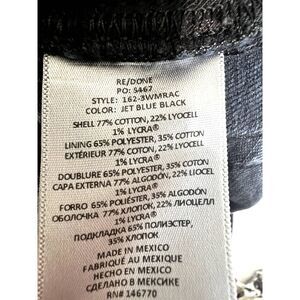 RE/DONE
PO: 5467
STYLE: 162-3WMRAC
COLOR: JET BLUE BLACK
SHELL 77% COTTON, 22% LYOCELL
1% LYCRA®
LINING 65% POLYESTER, 35% COTTON
EXTÉRIEUR 77% COTON, 22% LYOCELL
1% LYCRA®
DOUBLURE 65% POLYESTER, 35% COTON
CAPA EXTERNA 77% ALGODÓN, 22% LIOCEL
1% LYCRA®
FORRO 65% POLIÉSTER, 35% ALGODÓN
ОБОЛОЧКА 77% ХЛОПОК, 22% ЛИОЦЕЛЛ
1% LYCRA®
ПОДКЛАДКА 65% ПОЛИЭСТЕР,
35% ХЛОПОК
MADE IN MEXICO
FABRIQUÉ AU MEXIQUE
HECHO EN MEXICO
СДЕЛАНО В МЕКСИКЕ
RN# 146770